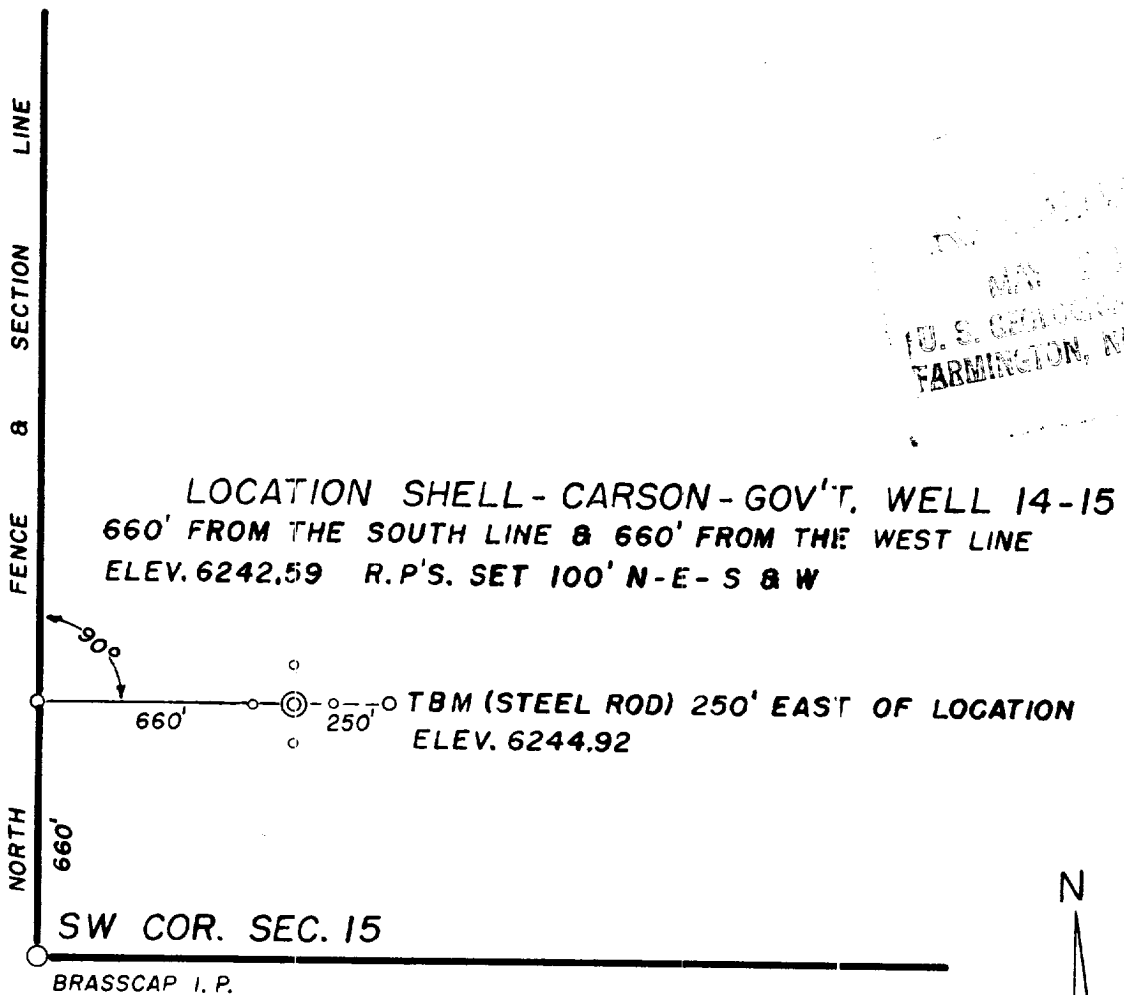 NORTH FENCE & SECTION LINE
MAY
U. S. GEOLOGICA
FARMINGTON, N
LOCATION SHELL - CARSON - GOV'T. WELL 14-15
660' FROM THE SOUTH LINE & 660' FROM THE WEST LINE
ELEV. 6242.59 R.P'S. SET 100' N-E-S & W
90°
660'
250'
TBM (STEEL ROD) 250' EAST OF LOCATION
ELEV. 6244.92
660'
SW COR. SEC. 15
BRASSCAP I. P.
N